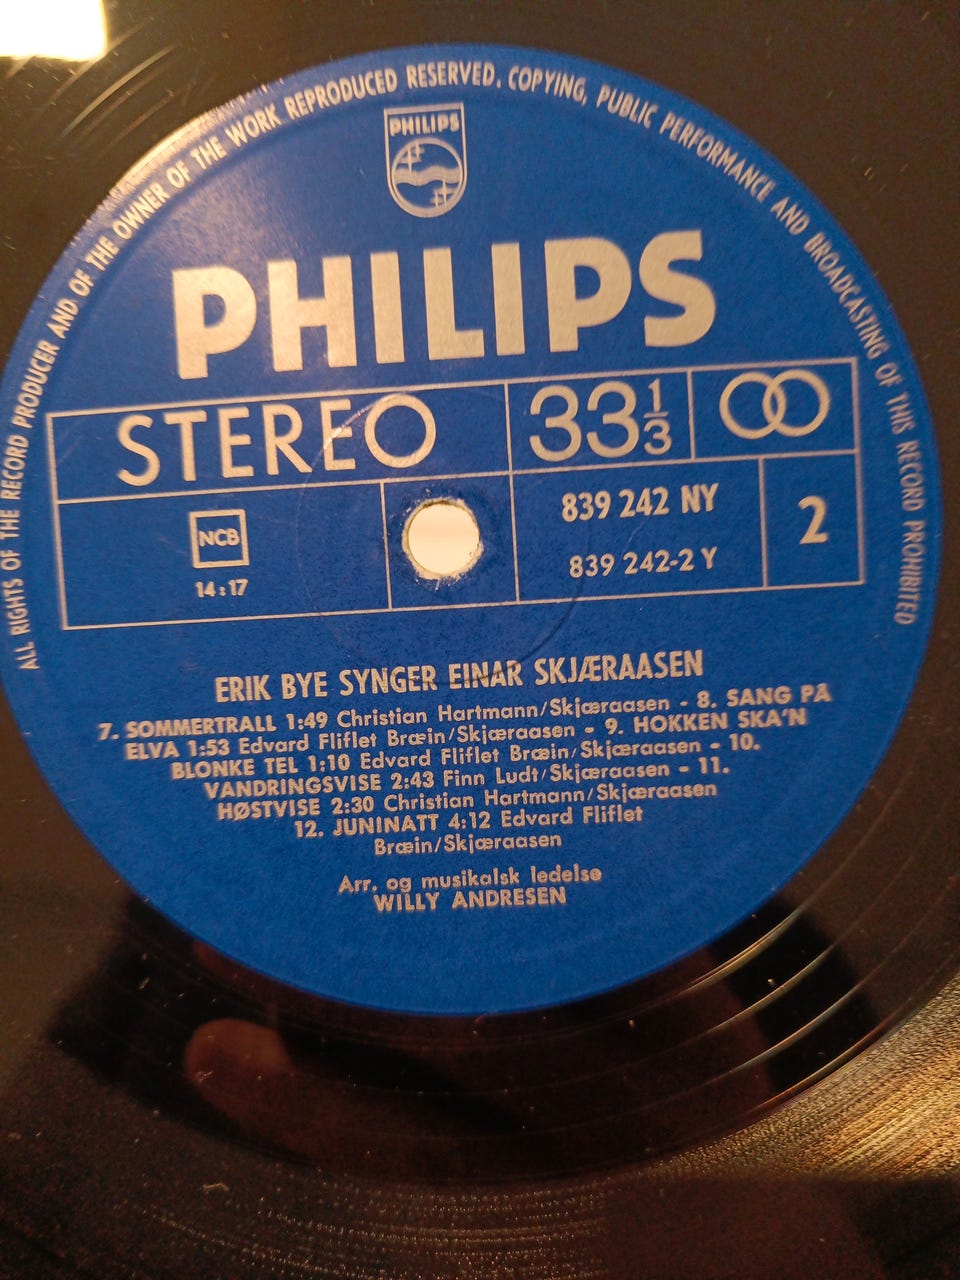 ALL RIGHTS OF THE RECORD PRODUCER AND OF THE OWNER OF THE WORK REPRODUCED RESERVED. COPYING, PUBLIC PERFORMANCE AND BROADCASTING OF THIS RECORD PROHIBITED
PHILIPS
PHILIPS
STEREO 33 1/3
NCB 839 242 NY 2
14:17 839 242-2 Y
ERIK BYE SYNGER EINAR SKJÆRAASEN
7. SOMMERTRALL 1:49 Christian Hartmann/Skjæraasen - 8. SANG PÅ
ELVA 1:53 Edvard Fliflet Bræin/Skjæraasen - 9. HOKKEN SKA'N
BLONKE TEL 1:10 Edvard Fliflet Bræin/Skjæraasen - 10.
VANDRINGSVISE 2:43 Finn Ludt/Skjæraasen - 11.
HØSTVISE 2:30 Christian Hartmann/Skjæraasen
12. JUNINATT 4:12 Edvard Fliflet
Bræin/Skjæraasen
Arr. og musikalsk ledelse
WILLY ANDRESEN